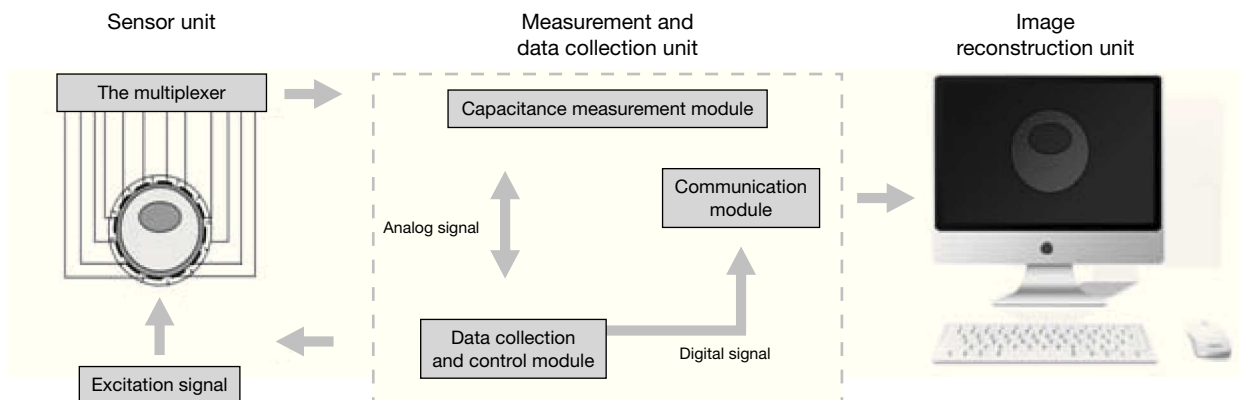 Sensor unit
Measurement and
data collection unit
Image
reconstruction unit
The multiplexer
Capacitance measurement module
Communication
module
Analog signal
Data collection
and control module
Digital signal
Excitation signal